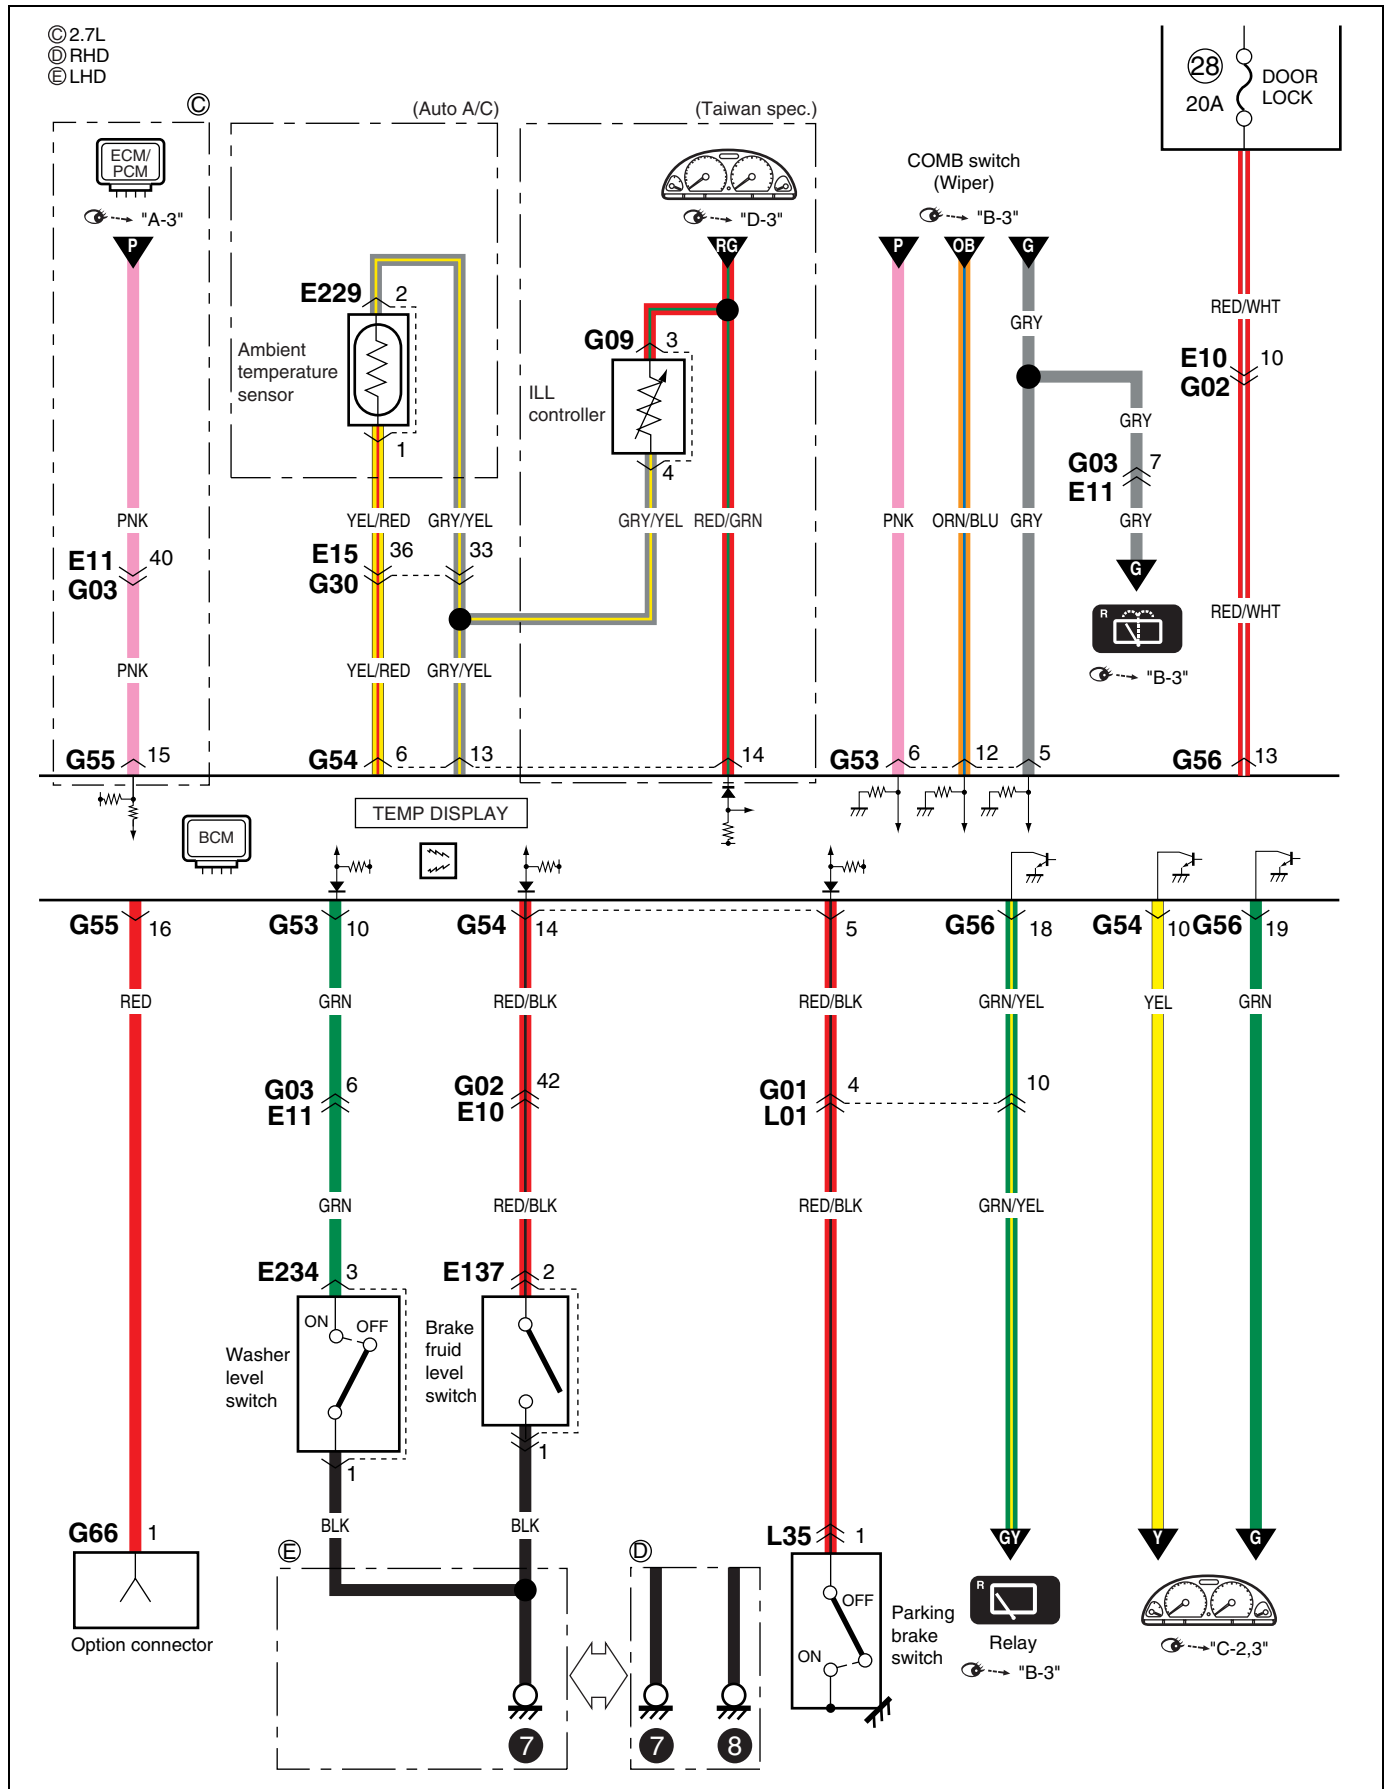 Ⓒ 2.7L
Ⓓ RHD
Ⓔ LHD
28
20A
DOOR
LOCK
Ⓒ
(Auto A/C)
(Taiwan spec.)
ECM/
PCM
"A-3"
"D-3"
COMB switch
(Wiper)
"B-3"
P
RG
P
OB
G
E229
2
Ambient
temperature
sensor
1
G09
3
ILL
controller
4
GRY
RED/WHT
E10
10
G02
GRY
G03
7
E11
PNK
YEL/RED
GRY/YEL
GRY/YEL
RED/GRN
PNK
ORN/BLU
GRY
GRY
E11
40
G03
E15
36
33
G30
G
R
"B-3"
RED/WHT
PNK
YEL/RED
GRY/YEL
G55
15
G54
6
13
14
G53
6
12
5
G56
13
TEMP DISPLAY
BCM
G55
16
G53
10
G54
14
5
G56
18
G54
10
G56
19
RED
GRN
RED/BLK
RED/BLK
GRN/YEL
YEL
GRN
G03
6
E11
G02
42
E10
G01
4
L01
10
GRN
RED/BLK
RED/BLK
GRN/YEL
E234
3
E137
2
ON
OFF
Washer
level
switch
1
Brake
fruid
level
switch
1
G66
1
BLK
BLK
L35
1
GY
Y
G
Ⓔ
Ⓓ
Option connector
OFF
ON
Parking
brake
switch
R
Relay
"B-3"
"C-2,3"
7
7
8